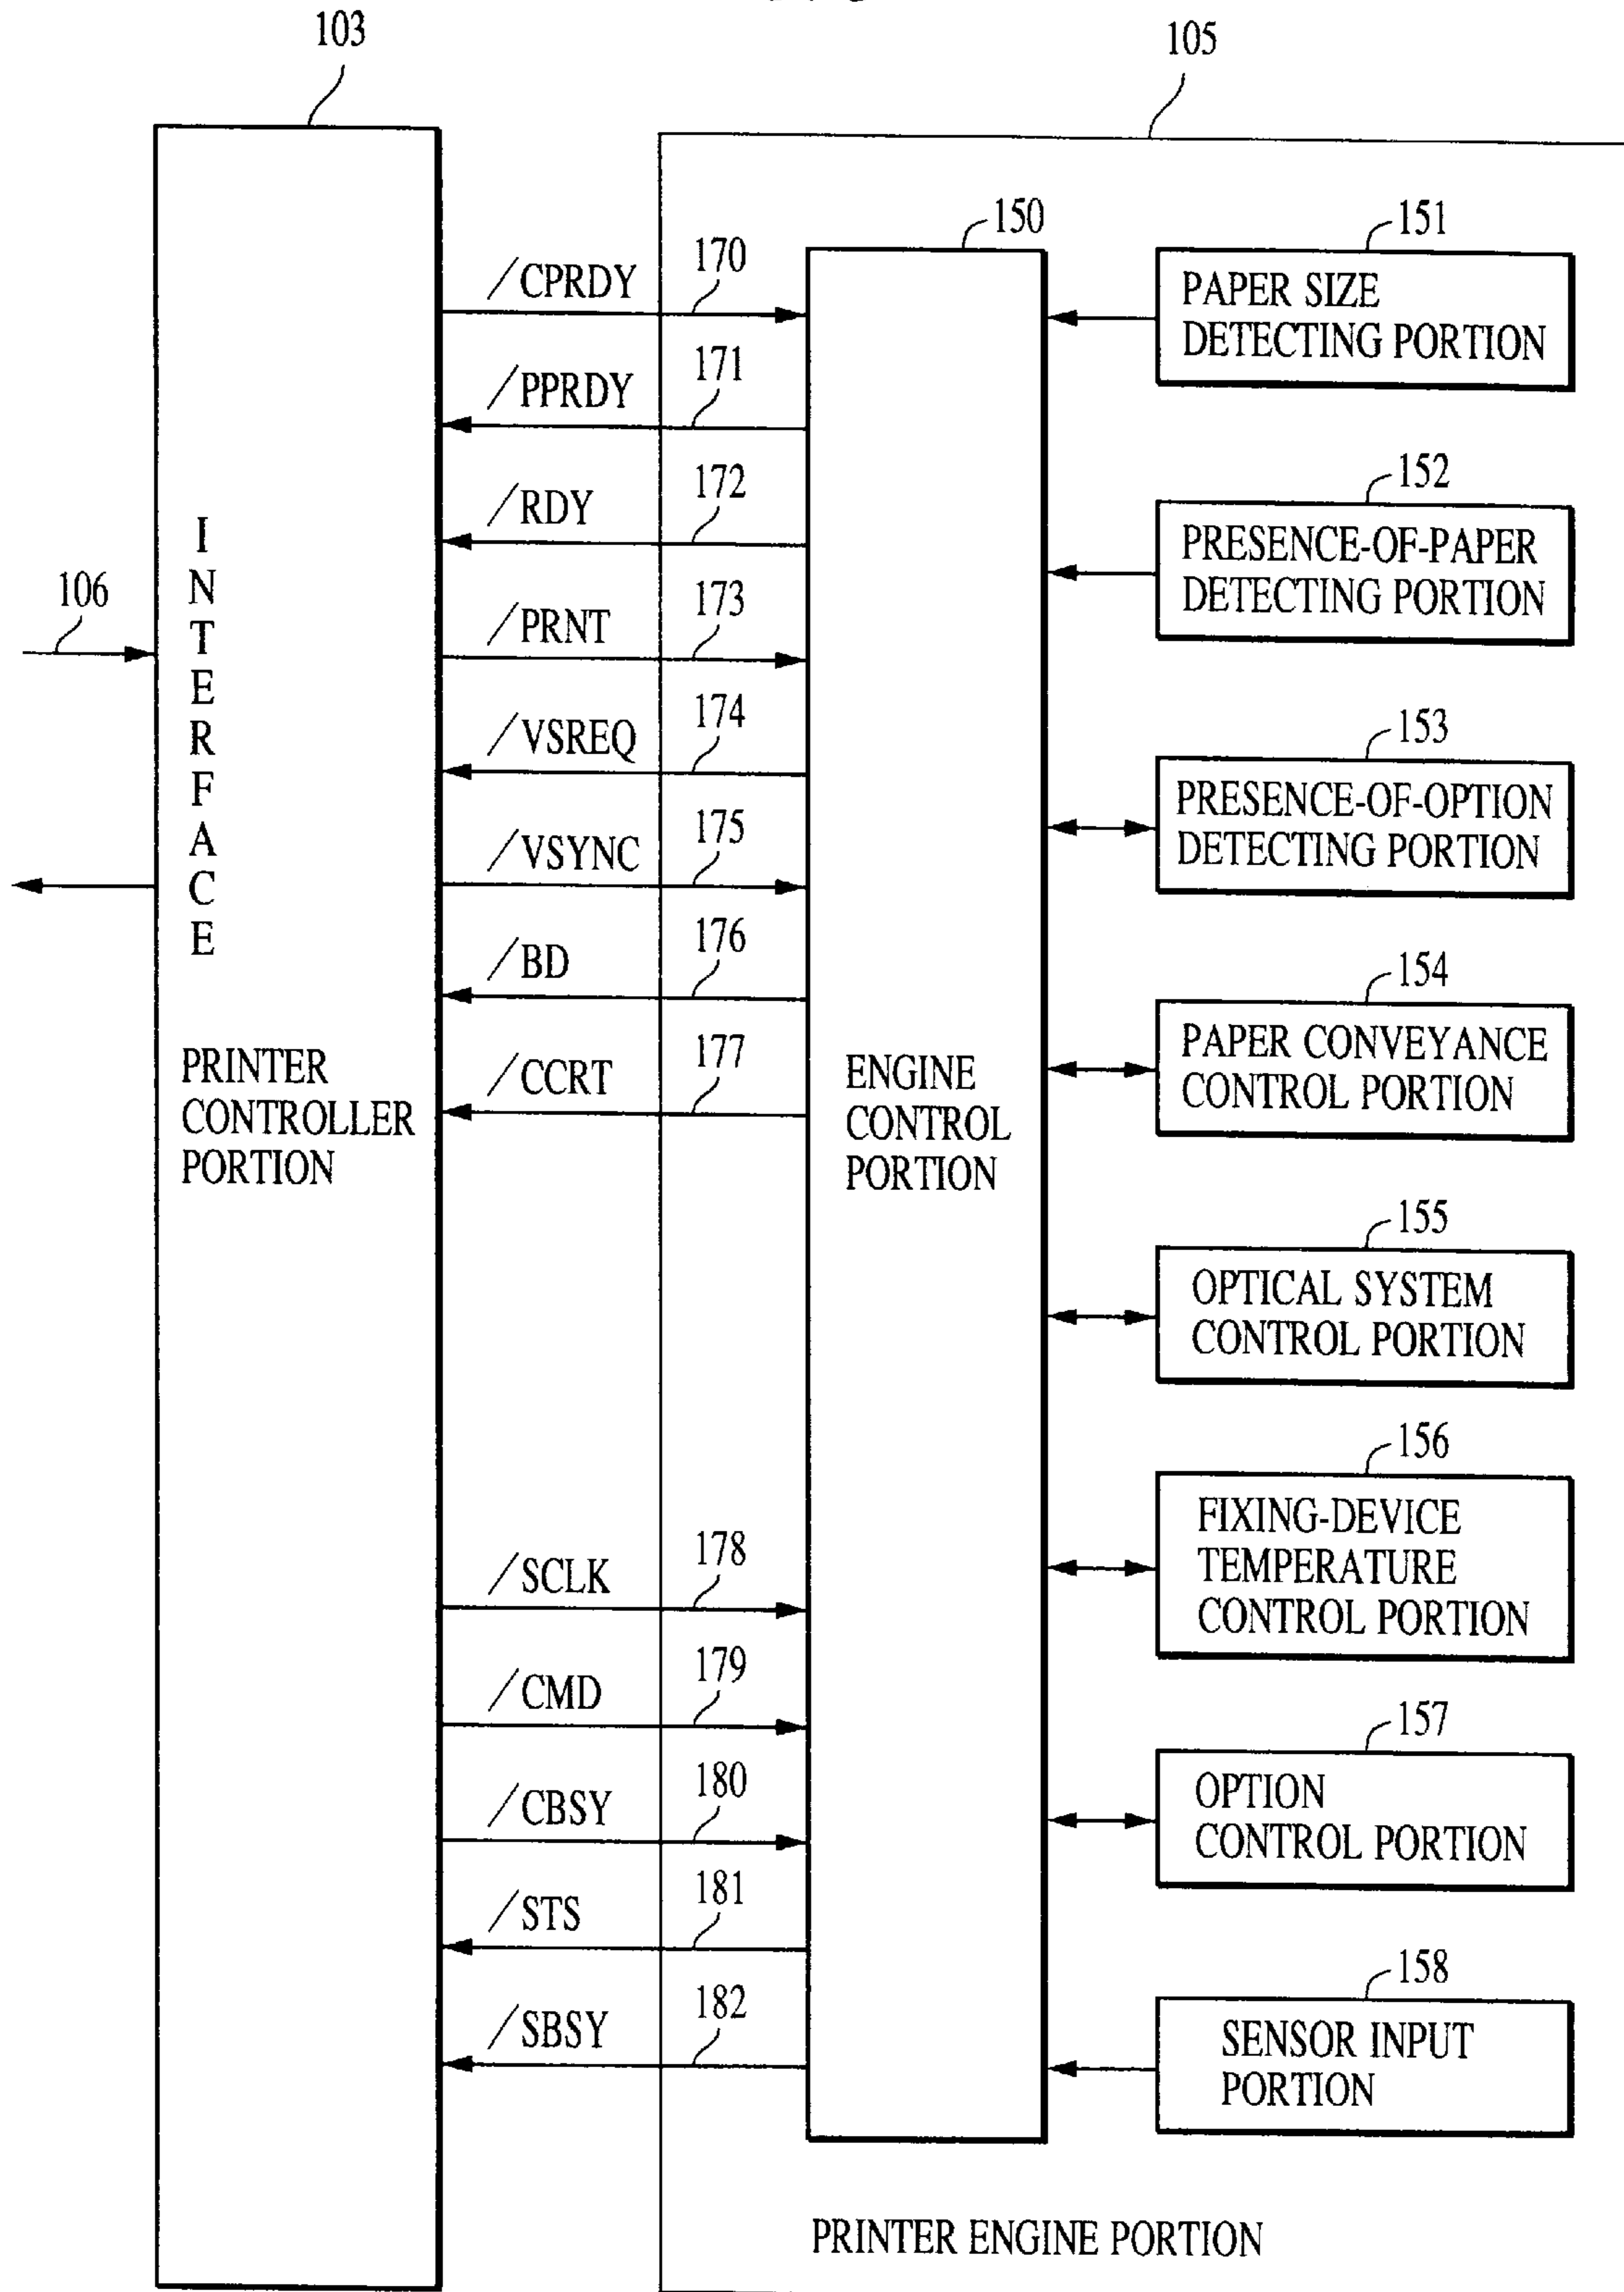 103
105
150
151
/CPRDY
170
PAPER SIZE
DETECTING PORTION
/PPRDY
171
/RDY
172
152
PRESENCE-OF-PAPER
DETECTING PORTION
INTERFACE
106
/PRNT
173
/VSREQ
174
153
PRESENCE-OF-OPTION
DETECTING PORTION
/VSYNC
175
/BD
176
154
PAPER CONVEYANCE
CONTROL PORTION
PRINTER
CONTROLLER
PORTION
/CCRT
177
ENGINE
CONTROL
PORTION
155
OPTICAL SYSTEM
CONTROL PORTION
156
FIXING-DEVICE
TEMPERATURE
CONTROL PORTION
/SCLK
178
/CMD
179
157
OPTION
CONTROL PORTION
/CBSY
180
/STS
181
158
SENSOR INPUT
PORTION
/SBSY
182
PRINTER ENGINE PORTION